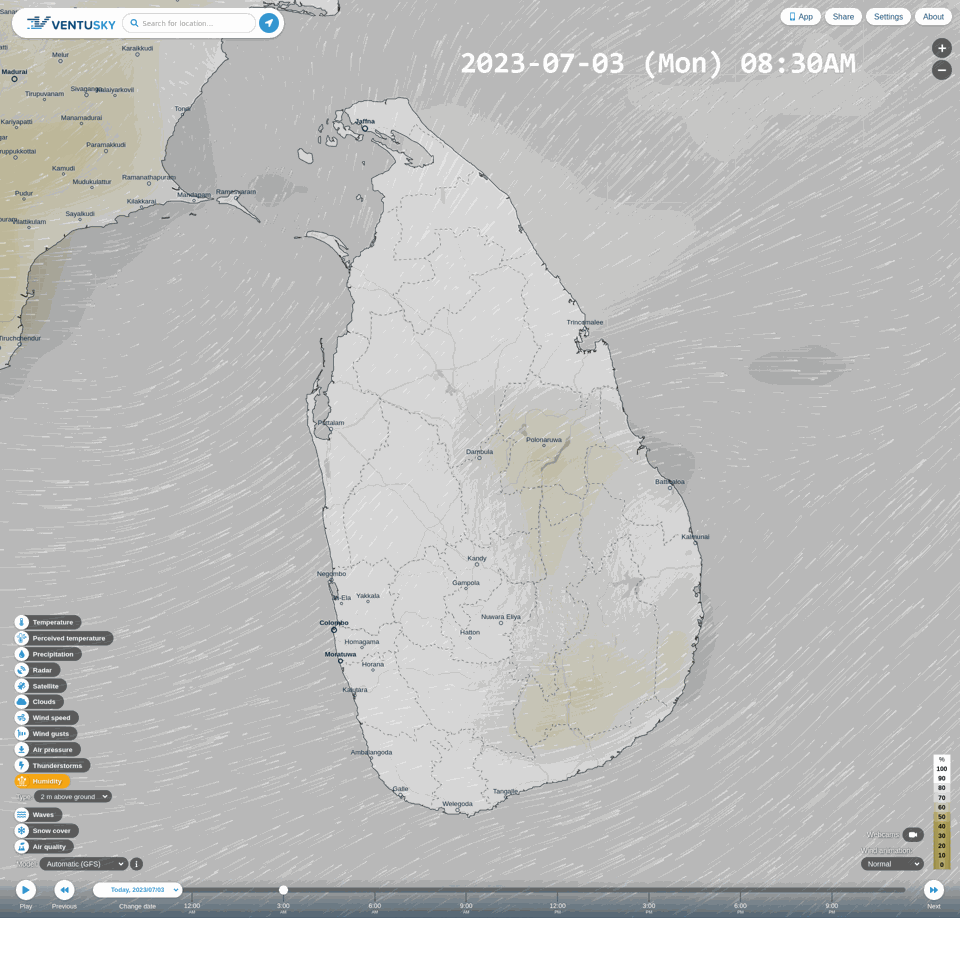 VENTUSKY
Search for location...
App
Share
Settings
About
2023-07-03 (Mon) 08:30AM
+
−
Karaikkudi
Melur
Madurai
Tirupuvanam
Manamadurai
Kariyapatti
Paramakkudi
Kamudi
Mudukulattur
Ramanathapuram
Pudur
Mandapam
Rameswaram
Kilakkarai
Sayalkudi
Tondi
Tiruchchendur
Jaffna
Trincomalee
Puttalam
Polonaruwa
Dambula
Batticaloa
Kalmunai
Kandy
Negombo
Gampola
Ja-Ela
Yakkala
Nuwara Eliya
Colombo
Hatton
Homagama
Moratuwa
Horana
Kalutara
Ambalangoda
Galle
Tangalle
Welegoda
Temperature
Perceived temperature
Precipitation
Radar
Satellite
Clouds
Wind speed
Wind gusts
Air pressure
Thunderstorms
Humidity
Type: 2 m above ground
Waves
Snow cover
Air quality
Model: Automatic (GFS)
i
%
100
90
80
70
60
50
40
30
20
10
0
Webcams
Wind animation:
Normal
Play
Previous
Today, 2023/07/03
Change date
12:00
AM
3:00
AM
6:00
AM
9:00
AM
12:00
PM
3:00
PM
6:00
PM
9:00
PM
Next